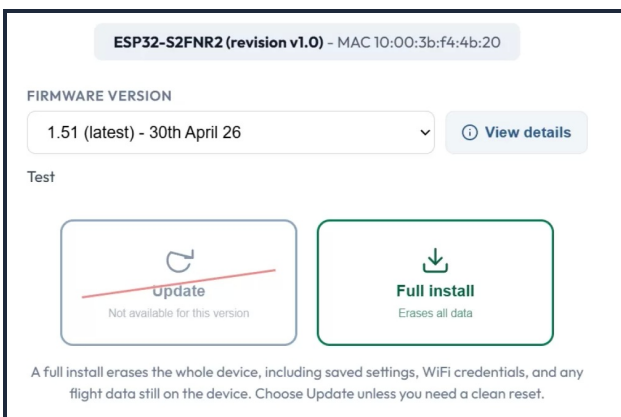 ESP32-S2FNR2 (revision v1.0) - MAC 10:00:3b:f4:4b:20
FIRMWARE VERSION
1.51 (latest) - 30th April 26
View details
Test
Update
Not available for this version
Full install
Erases all data
A full install erases the whole device, including saved settings, WiFi credentials, and any
flight data still on the device. Choose Update unless you need a clean reset.